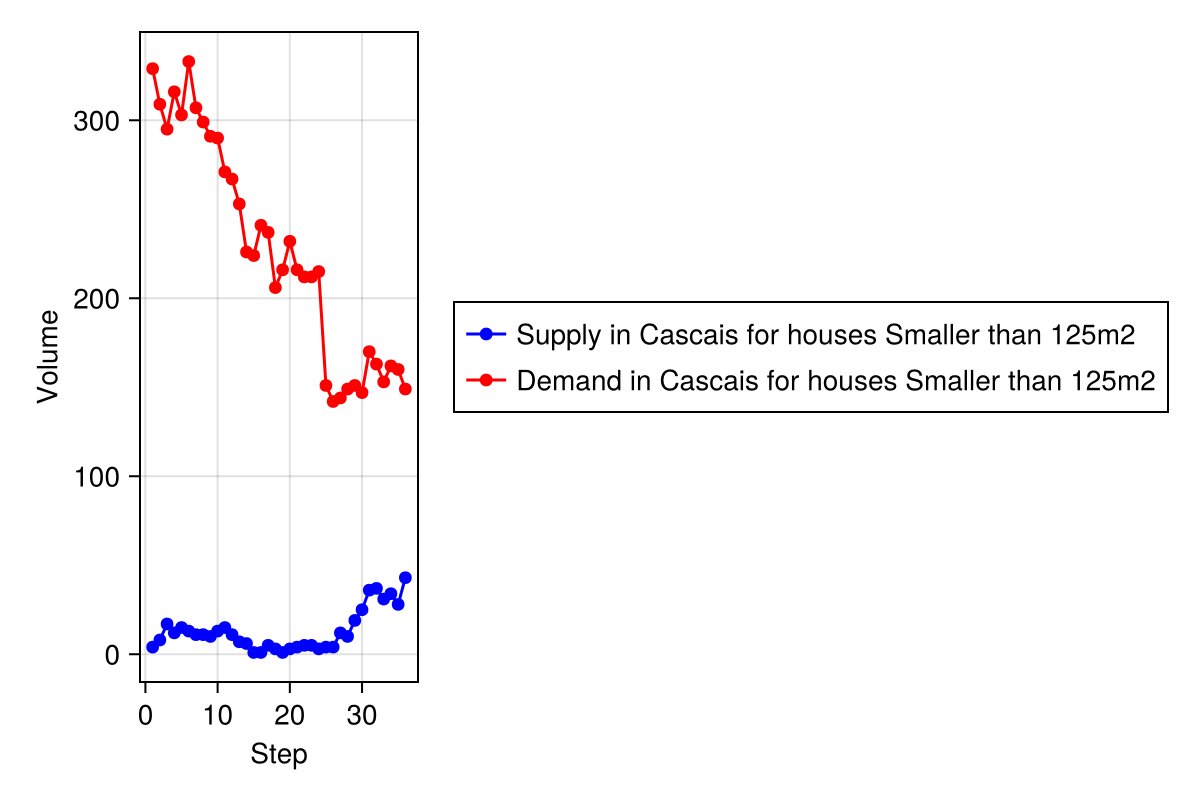 Volume
300
200
100
0
0 10 20 30
Step
Supply in Cascais for houses Smaller than 125m2
Demand in Cascais for houses Smaller than 125m2